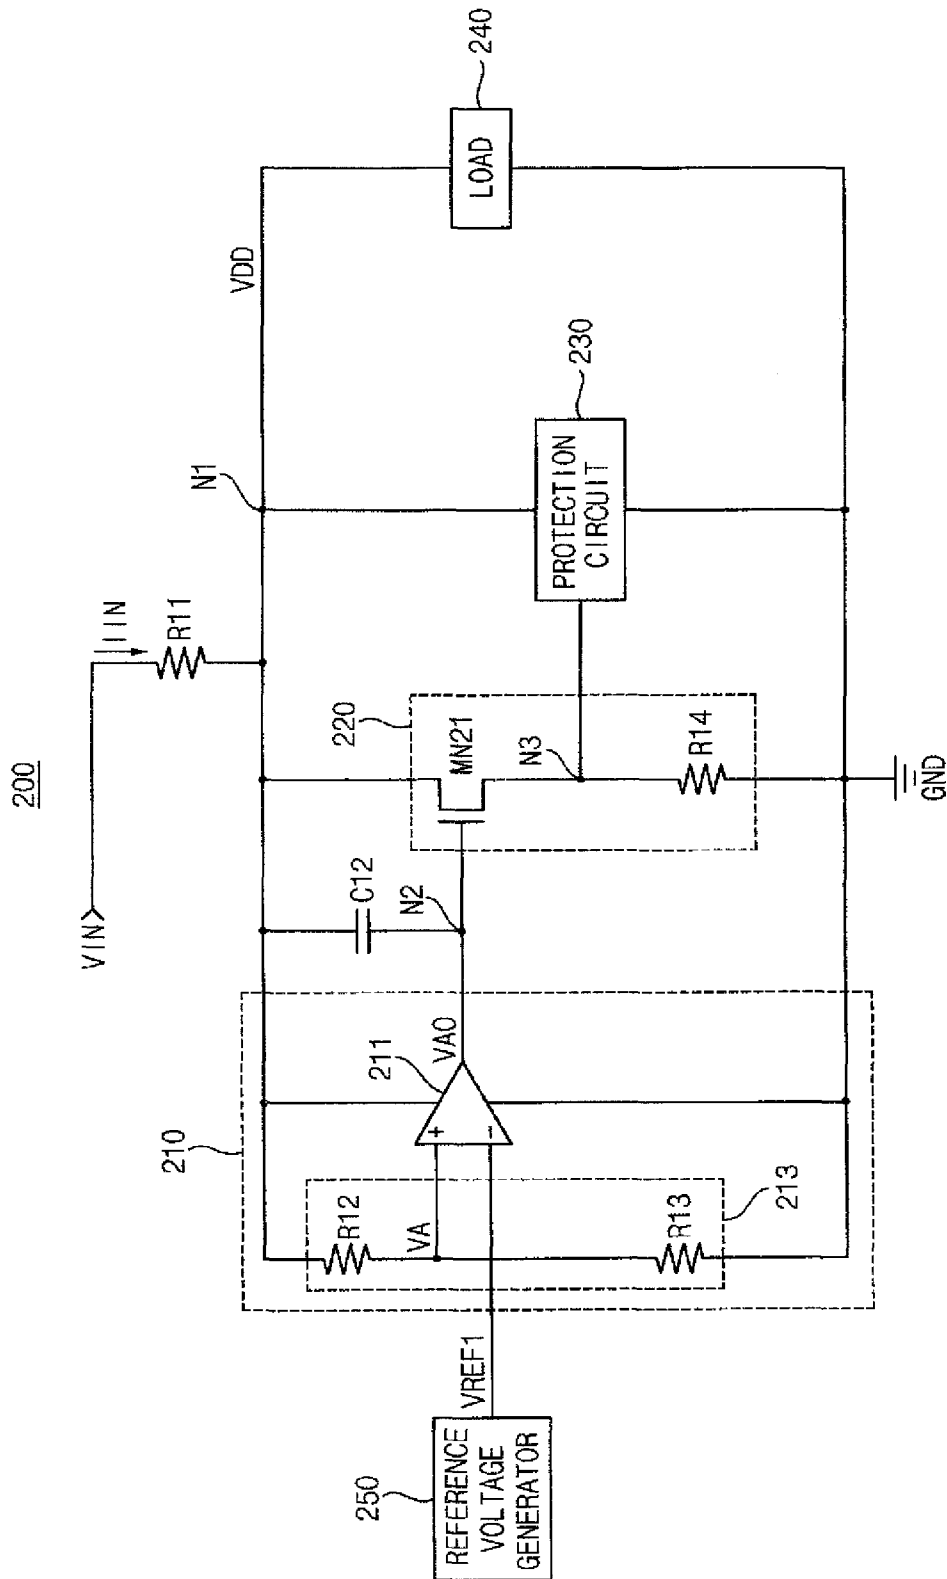 200
VIN
IIN
R11
N1
VDD
240
LOAD
230
PROTECTION
CIRCUIT
220
MN21
N3
R14
C12
N2
VAO
211
210
R12
VA
R13
213
VREF1
250
REFERENCE
VOLTAGE
GENERATOR
GND
+
−